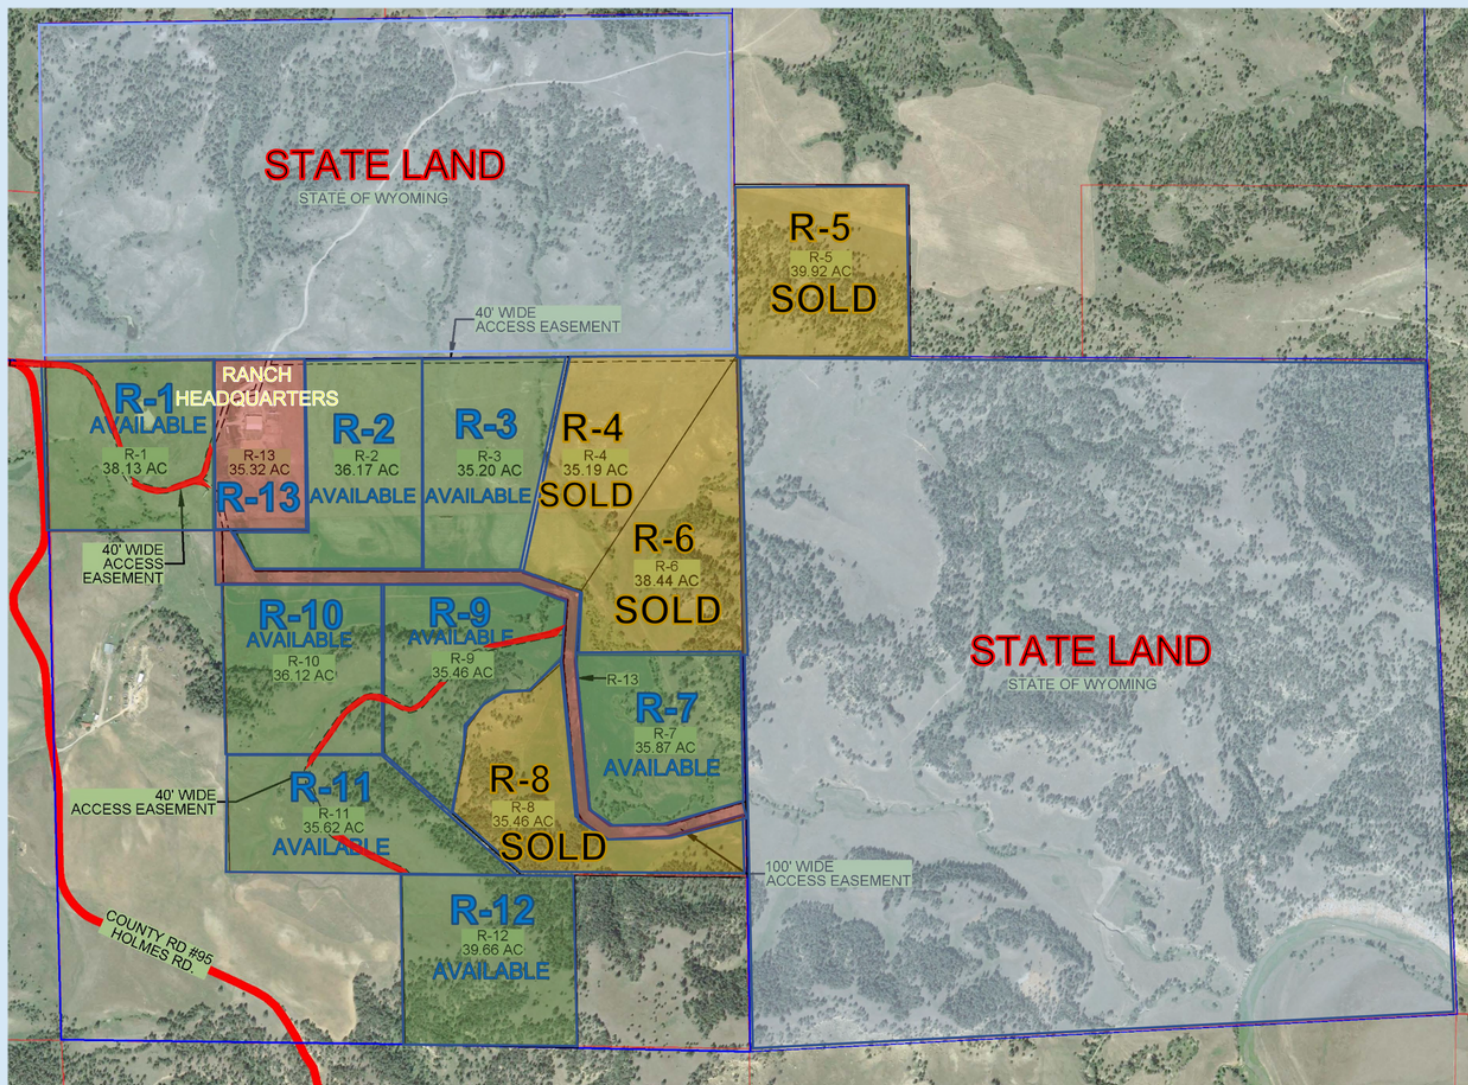 STATE LAND
STATE OF WYOMING
R-5
R-5
39.92 AC
SOLD
40' WIDE
ACCESS EASEMENT
RANCH
HEADQUARTERS
R-1
AVAILABLE
R-1
38.13 AC
R-13
35.32 AC
R-13
R-2
R-2
36.17 AC
AVAILABLE
R-3
R-3
35.20 AC
AVAILABLE
R-4
R-4
35.19 AC
SOLD
R-6
R-6
38.44 AC
SOLD
40' WIDE
ACCESS
EASEMENT
R-10
AVAILABLE
R-10
36.12 AC
R-9
AVAILABLE
R-9
35.46 AC
R-13
R-7
R-7
35.87 AC
AVAILABLE
STATE LAND
STATE OF WYOMING
40' WIDE
ACCESS EASEMENT
R-11
R-11
35.62 AC
AVAILABLE
R-8
R-8
35.46 AC
SOLD
100' WIDE
ACCESS EASEMENT
R-12
R-12
39.66 AC
AVAILABLE
COUNTY RD #95
HOLMES RD.